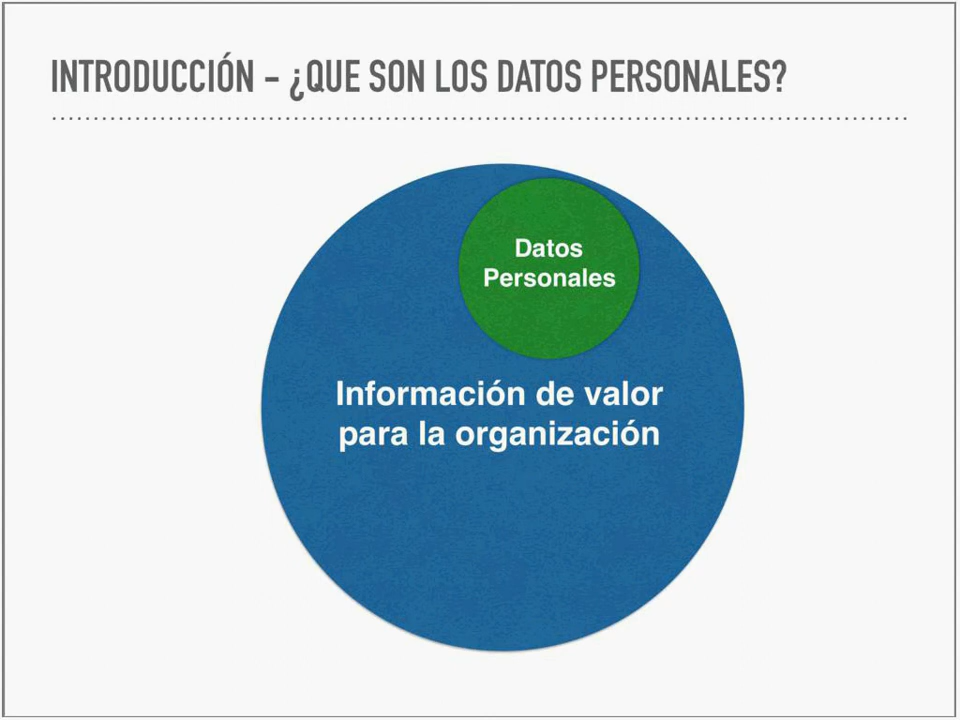 INTRODUCCIÓN - ¿QUE SON LOS DATOS PERSONALES?
Datos
Personales
Información de valor
para la organización